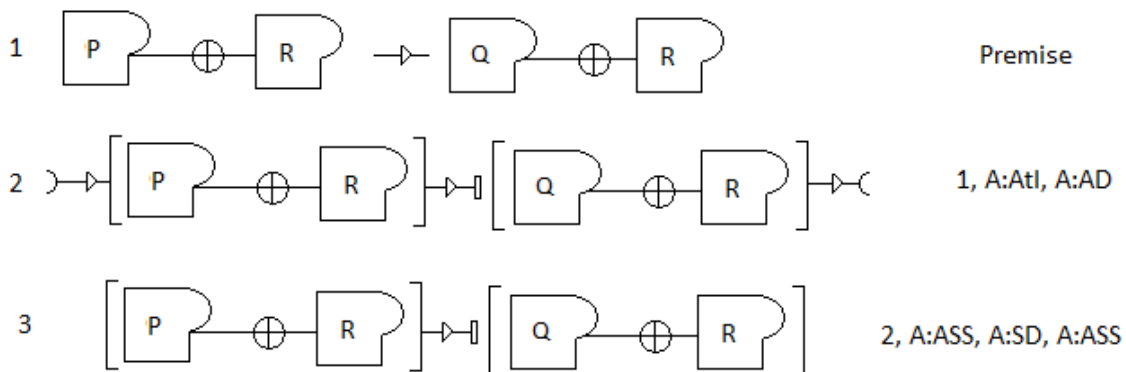 1 P R Q R Premise
2 P R Q R 1, A:AtI, A:AD
3 P R Q R 2, A:ASS, A:SD, A:ASS